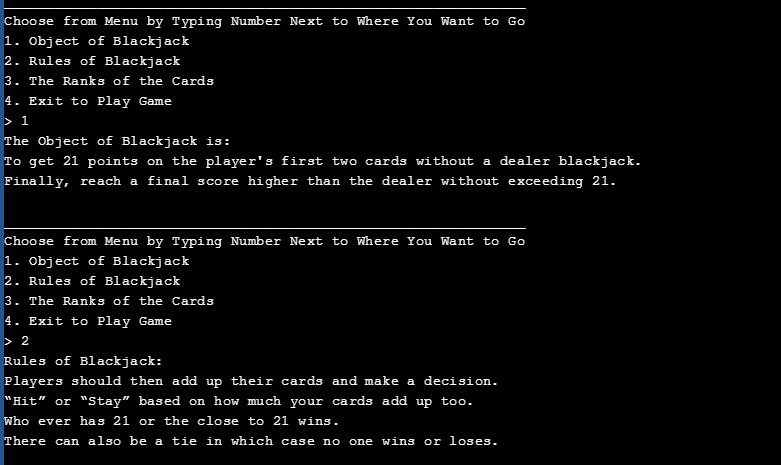 Choose from Menu by Typing Number Next to Where You Want to Go
1. Object of Blackjack
2. Rules of Blackjack
3. The Ranks of the Cards
4. Exit to Play Game
> 1
The Object of Blackjack is:
To get 21 points on the player's first two cards without a dealer blackjack.
Finally, reach a final score higher than the dealer without exceeding 21.
Choose from Menu by Typing Number Next to Where You Want to Go
1. Object of Blackjack
2. Rules of Blackjack
3. The Ranks of the Cards
4. Exit to Play Game
> 2
Rules of Blackjack:
Players should then add up their cards and make a decision.
“Hit” or “Stay” based on how much your cards add up too.
Who ever has 21 or the close to 21 wins.
There can also be a tie in which case no one wins or loses.